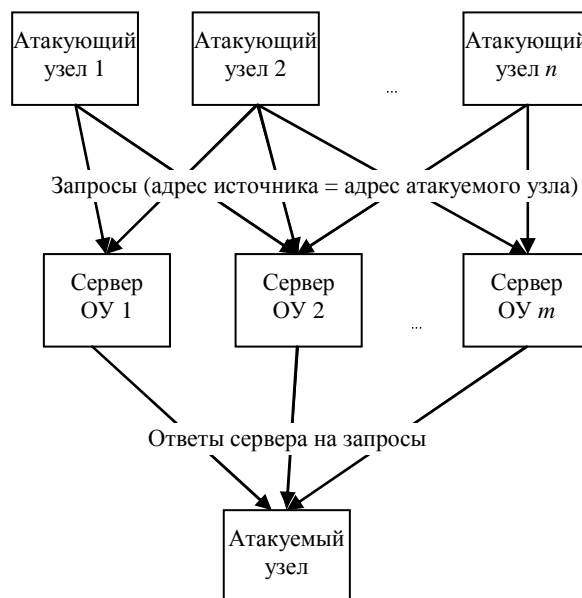 Атакующий
узел 1
Атакующий
узел 2
...
Атакующий
узел n
Запросы (адрес источника = адрес атакуемого узла)
Сервер
ОУ 1
Сервер
ОУ 2
...
Сервер
ОУ m
Ответы сервера на запросы
Атакуемый
узел